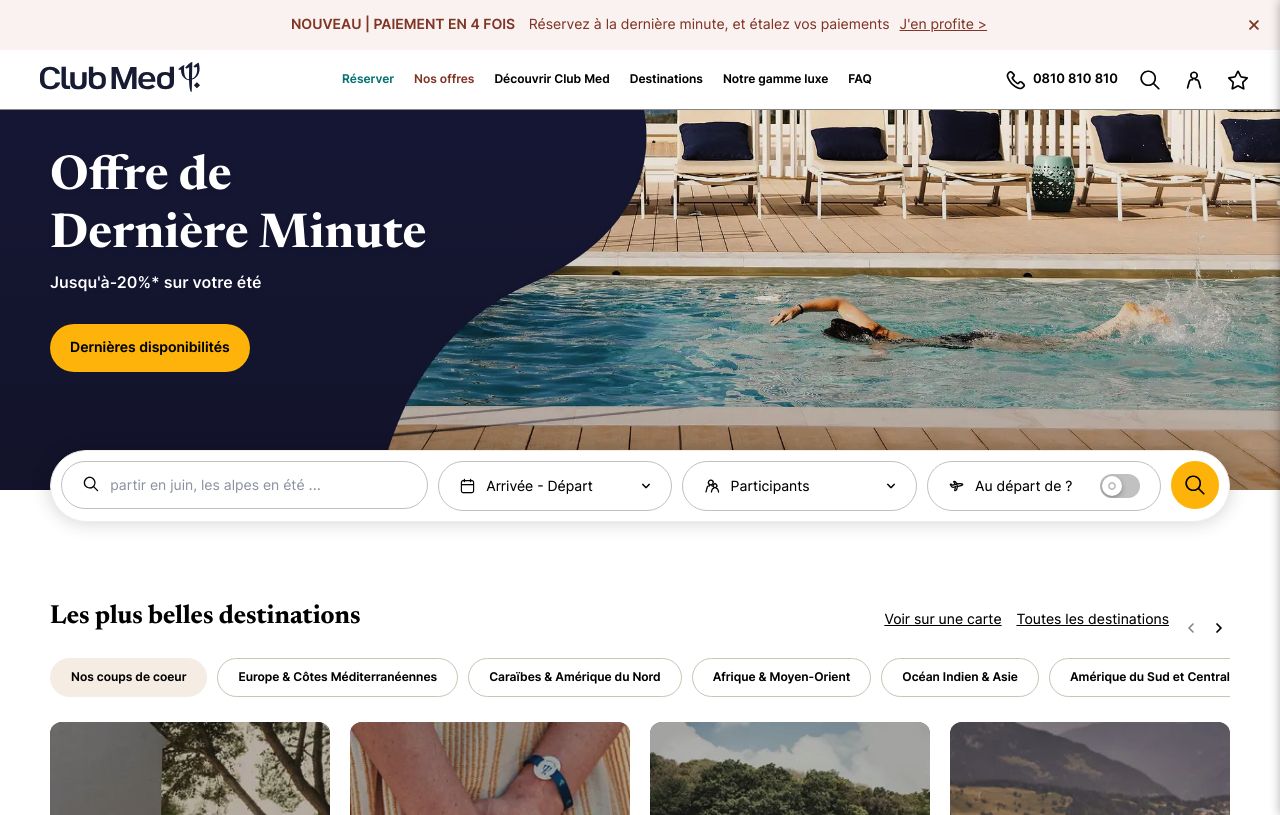 NOUVEAU | PAIEMENT EN 4 FOIS Réservez à la dernière minute, et étalez vos paiements J'en profite >
Club Med
Réserver Nos offres Découvrir Club Med Destinations Notre gamme luxe FAQ
0810 810 810
Offre de
Dernière Minute
Jusqu'à-20%* sur votre été
Dernières disponibilités
partir en juin, les alpes en été ...
Arrivée - Départ
Participants
Au départ de ?
Les plus belles destinations
Voir sur une carte Toutes les destinations
Nos coups de coeur
Europe & Côtes Méditerranéennes
Caraïbes & Amérique du Nord
Afrique & Moyen-Orient
Océan Indien & Asie
Amérique du Sud et Central